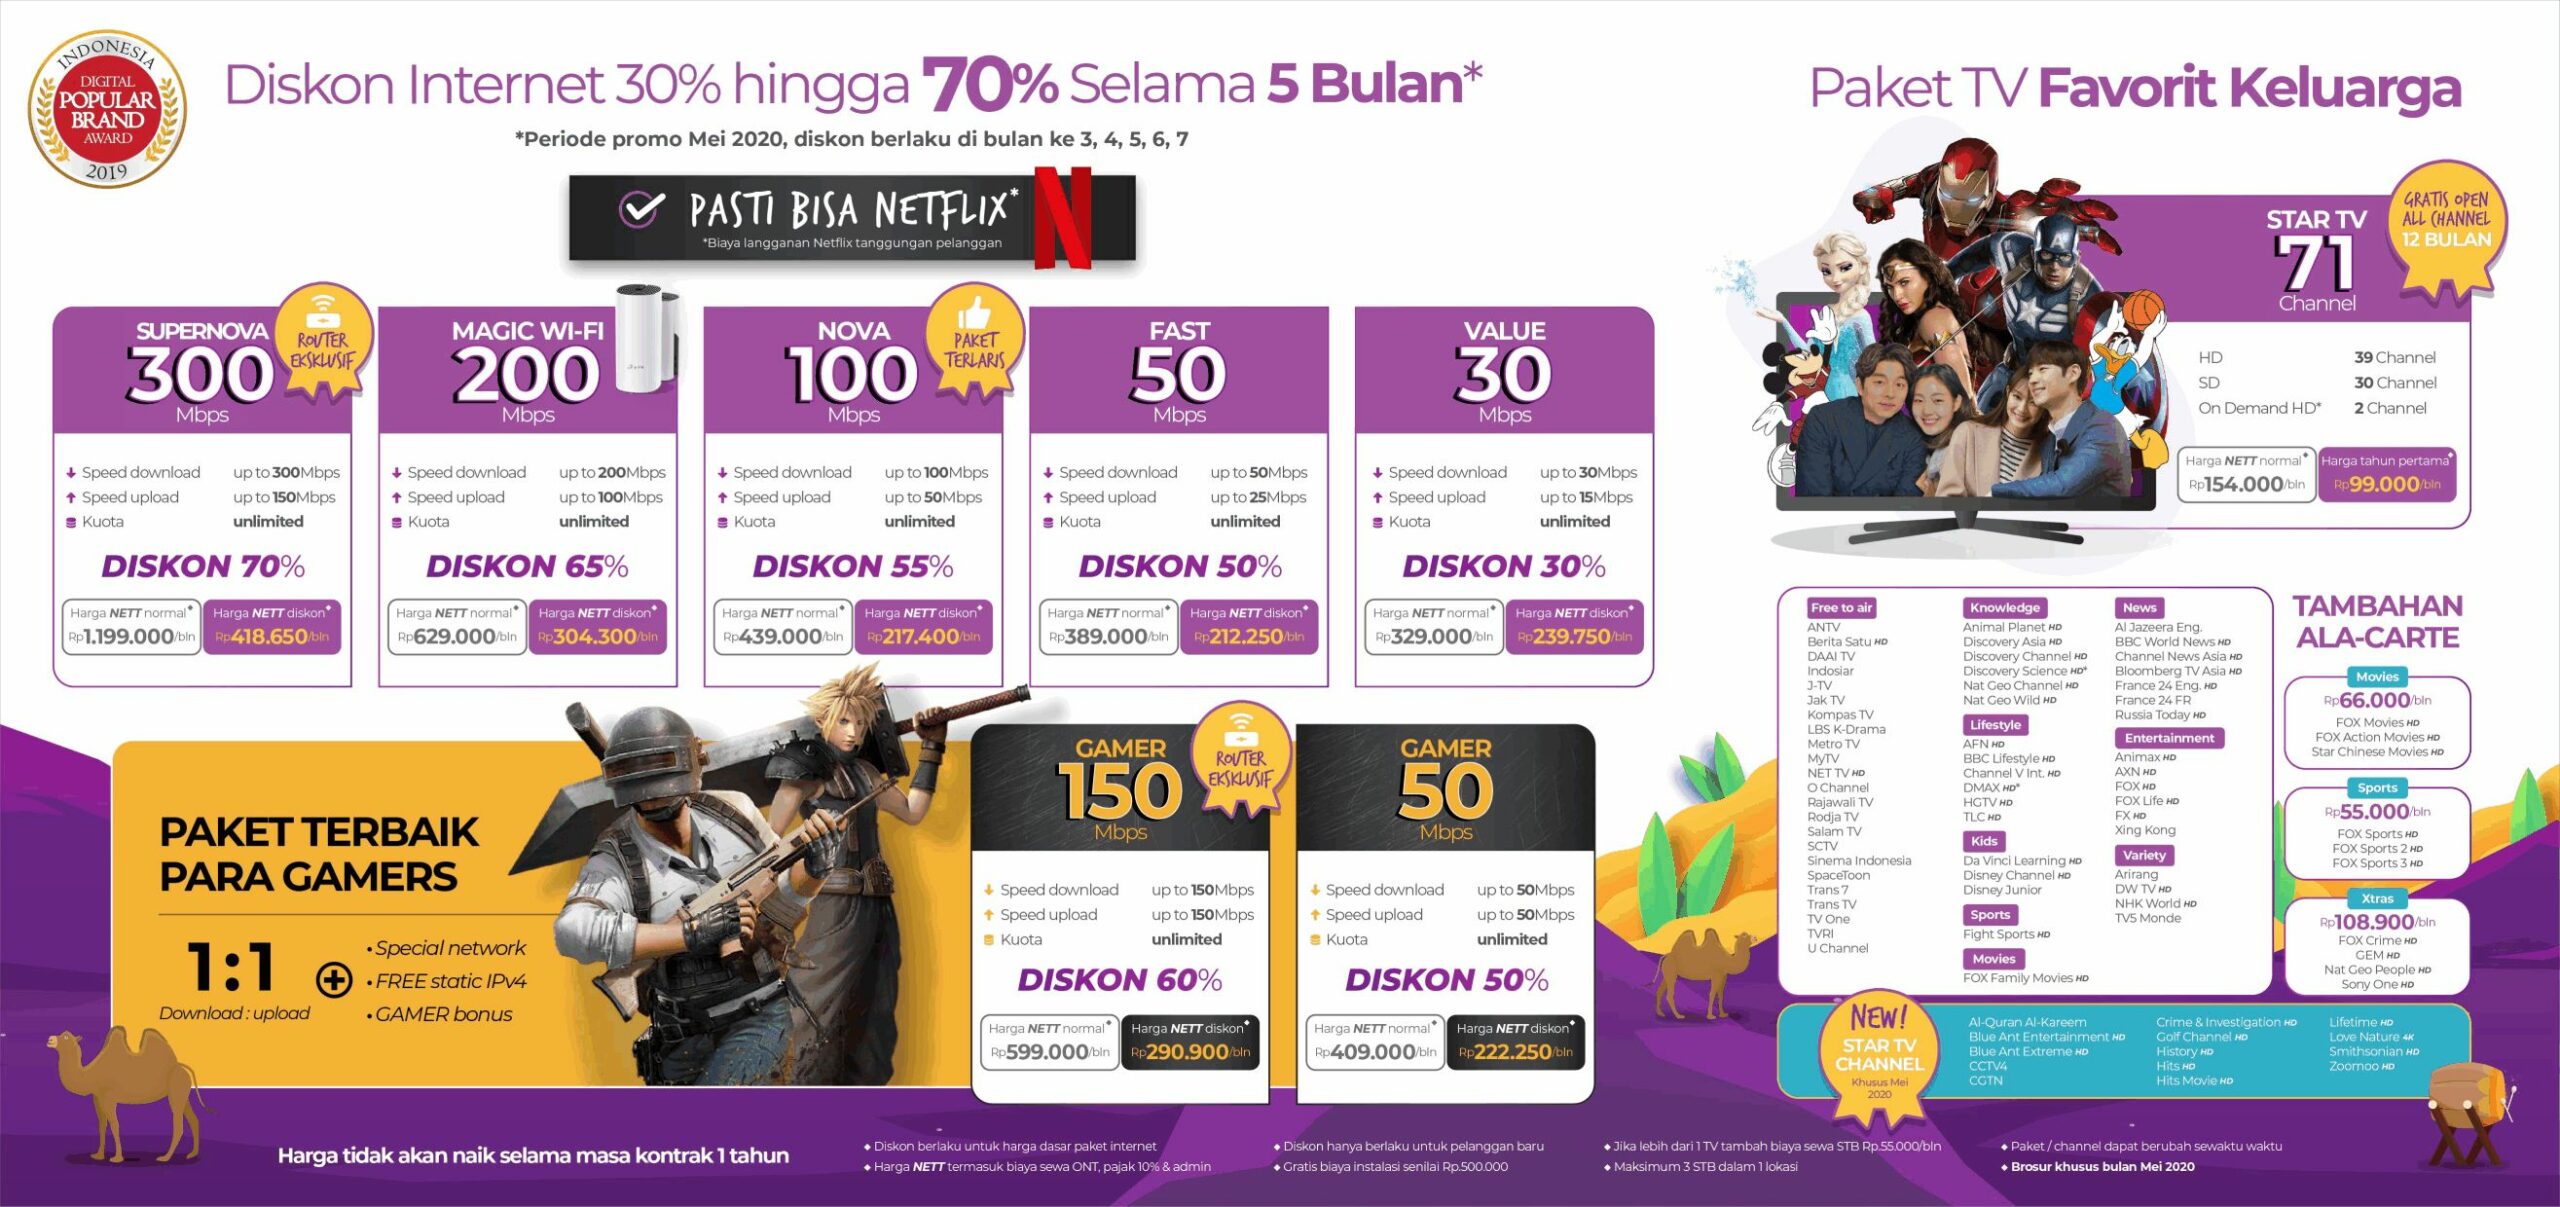 INDONESIA
DIGITAL
POPULAR
BRAND
AWARD
2019
Diskon Internet 30% hingga 70% Selama 5 Bulan*
*Periode promo Mei 2020, diskon berlaku di bulan ke 3, 4, 5, 6, 7
PASTI BISA NETFLIX*
*Biaya langganan Netflix tanggungan pelanggan
N
SUPERNOVA
300
Mbps
ROUTER
EKSKLUSIF
Speed download up to 300Mbps
Speed upload up to 150Mbps
Kuota unlimited
DISKON 70%
Harga NETT normal◆ Harga NETT diskon◆
Rp1.199.000/bln Rp418.650/bln
MAGIC WI-FI
200
Mbps
Speed download up to 200Mbps
Speed upload up to 100Mbps
Kuota unlimited
DISKON 65%
Harga NETT normal◆ Harga NETT diskon◆
Rp629.000/bln Rp304.300/bln
NOVA
100
Mbps
PAKET
TERLARIS
Speed download up to 100Mbps
Speed upload up to 50Mbps
Kuota unlimited
DISKON 55%
Harga NETT normal◆ Harga NETT diskon◆
Rp439.000/bln Rp217.400/bln
FAST
50
Mbps
Speed download up to 50Mbps
Speed upload up to 25Mbps
Kuota unlimited
DISKON 50%
Harga NETT normal◆ Harga NETT diskon◆
Rp389.000/bln Rp212.250/bln
VALUE
30
Mbps
Speed download up to 30Mbps
Speed upload up to 15Mbps
Kuota unlimited
DISKON 30%
Harga NETT normal◆ Harga NETT diskon◆
Rp329.000/bln Rp239.750/bln
PAKET TERBAIK
PARA GAMERS
1:1
Download : upload
• Special network
• FREE static IPv4
• GAMER bonus
GAMER
150
Mbps
ROUTER
EKSKLUSIF
Speed download up to 150Mbps
Speed upload up to 150Mbps
Kuota unlimited
DISKON 60%
Harga NETT normal◆ Harga NETT diskon◆
Rp599.000/bln Rp290.900/bln
GAMER
50
Mbps
Speed download up to 50Mbps
Speed upload up to 50Mbps
Kuota unlimited
DISKON 50%
Harga NETT normal◆ Harga NETT diskon◆
Rp409.000/bln Rp222.250/bln
Paket TV Favorit Keluarga
STAR TV
71
Channel
GRATIS OPEN
ALL CHANNEL
12 BULAN
HD 39 Channel
SD 30 Channel
On Demand HD* 2 Channel
Harga NETT normal◆ Harga tahun pertama◆
Rp154.000/bln Rp99.000/bln
Free to air
ANTV
Berita Satu HD
DAAI TV
Indosiar
J-TV
Jak TV
Kompas TV
LBS K-Drama
Metro TV
MyTV
NET TV HD
O Channel
Rajawali TV
Rodja TV
Salam TV
SCTV
Sinema Indonesia
SpaceToon
Trans 7
Trans TV
TV One
TVRI
U Channel
Knowledge
Animal Planet HD
Discovery Asia HD
Discovery Channel HD
Discovery Science HD*
Nat Geo Channel HD
Nat Geo Wild HD
Lifestyle
AFN HD
BBC Lifestyle HD
Channel V Int. HD
DMAX HD*
HGTV HD
TLC HD
Kids
Da Vinci Learning HD
Disney Channel HD
Disney Junior
Sports
Fight Sports HD
Movies
FOX Family Movies HD
News
Al Jazeera Eng.
BBC World News HD
Channel News Asia HD
Bloomberg TV Asia HD
France 24 Eng. HD
France 24 FR
Russia Today HD
Entertainment
Animax HD
AXN HD
FOX HD
FOX Life HD
FX HD
Xing Kong
Variety
Arirang
DW TV HD
NHK World HD
TV5 Monde
TAMBAHAN
ALA-CARTE
Movies
Rp66.000/bln
FOX Movies HD
FOX Action Movies HD
Star Chinese Movies HD
Sports
Rp55.000/bln
FOX Sports HD
FOX Sports 2 HD
FOX Sports 3 HD
Xtras
Rp108.900/bln
FOX Crime HD
GEM HD
Nat Geo People HD
Sony One HD
NEW!
STAR TV
CHANNEL
Khusus Mei
2020
Al-Quran Al-Kareem
Blue Ant Entertainment HD
Blue Ant Extreme HD
CCTV4
CGTN
Crime & Investigation HD
Golf Channel HD
History HD
Hits HD
Hits Movie HD
Lifetime HD
Love Nature 4K
Smithsonian HD
Zoomoo HD
Harga tidak akan naik selama masa kontrak 1 tahun
◆ Diskon berlaku untuk harga dasar paket internet
◆ Harga NETT termasuk biaya sewa ONT, pajak 10% & admin
◆ Diskon hanya berlaku untuk pelanggan baru
◆ Gratis biaya instalasi senilai Rp.500.000
◆ Jika lebih dari 1 TV tambah biaya sewa STB Rp.55.000/bln
◆ Maksimum 3 STB dalam 1 lokasi
◆ Paket / channel dapat berubah sewaktu waktu
◆ Brosur khusus bulan Mei 2020